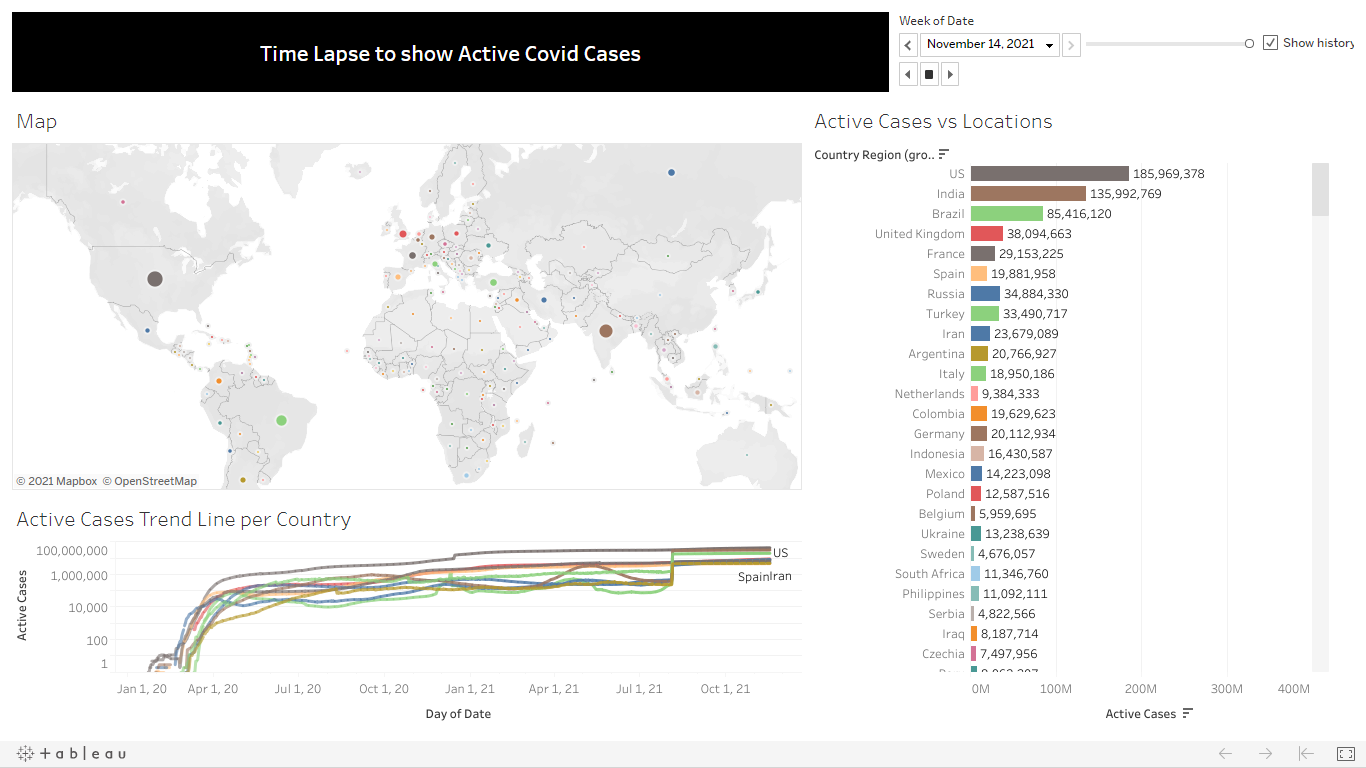 Time Lapse to show Active Covid Cases
Week of Date
November 14, 2021
Show history
Map
© 2021 Mapbox © OpenStreetMap
Active Cases vs Locations
Country Region (gro..
US 185,969,378
India 135,992,769
Brazil 85,416,120
United Kingdom 38,094,663
France 29,153,225
Spain 19,881,958
Russia 34,884,330
Turkey 33,490,717
Iran 23,679,089
Argentina 20,766,927
Italy 18,950,186
Netherlands 9,384,333
Colombia 19,629,623
Germany 20,112,934
Indonesia 16,430,587
Mexico 14,223,098
Poland 12,587,516
Belgium 5,959,695
Ukraine 13,238,639
Sweden 4,676,057
South Africa 11,346,760
Philippines 11,092,111
Serbia 4,822,566
Iraq 8,187,714
Czechia 7,497,956
0M 100M 200M 300M 400M
Active Cases
Active Cases Trend Line per Country
Active Cases
100,000,000
1,000,000
10,000
100
1
US
Spain Iran
Jan 1, 20 Apr 1, 20 Jul 1, 20 Oct 1, 20 Jan 1, 21 Apr 1, 21 Jul 1, 21 Oct 1, 21
Day of Date
+ableau